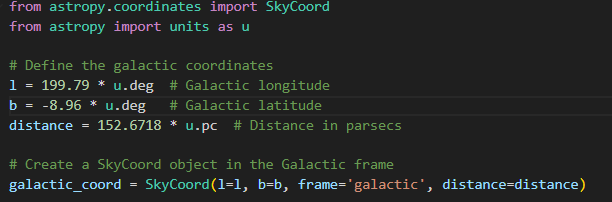 from astropy.coordinates import SkyCoord
from astropy import units as u
# Define the galactic coordinates
l = 199.79 * u.deg  # Galactic longitude
b = -8.96 * u.deg   # Galactic latitude
distance = 152.6718 * u.pc  # Distance in parsecs
# Create a SkyCoord object in the Galactic frame
galactic_coord = SkyCoord(l=l, b=b, frame='galactic', distance=distance)